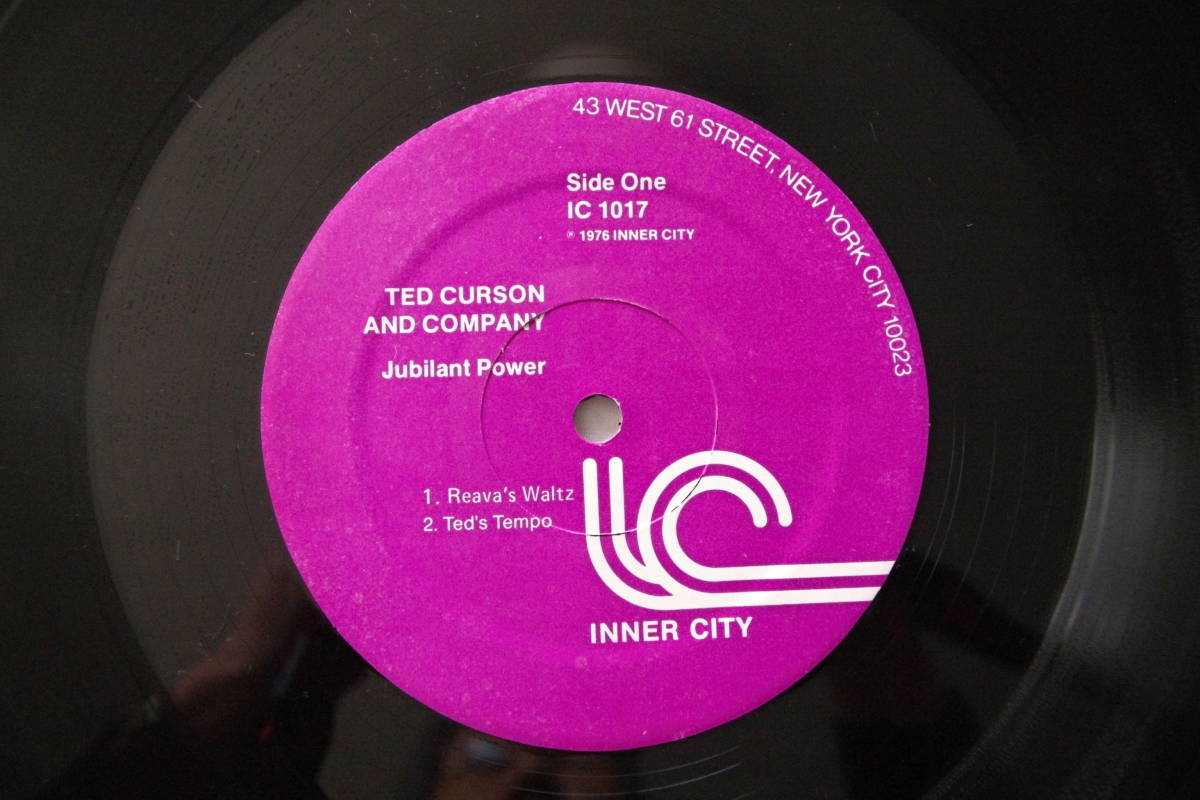 43 WEST 61 STREET, NEW YORK CITY 10023
Side One
IC 1017
℗ 1976 INNER CITY
TED CURSON
AND COMPANY
Jubilant Power
1. Reava's Waltz
2. Ted's Tempo
IC
INNER CITY